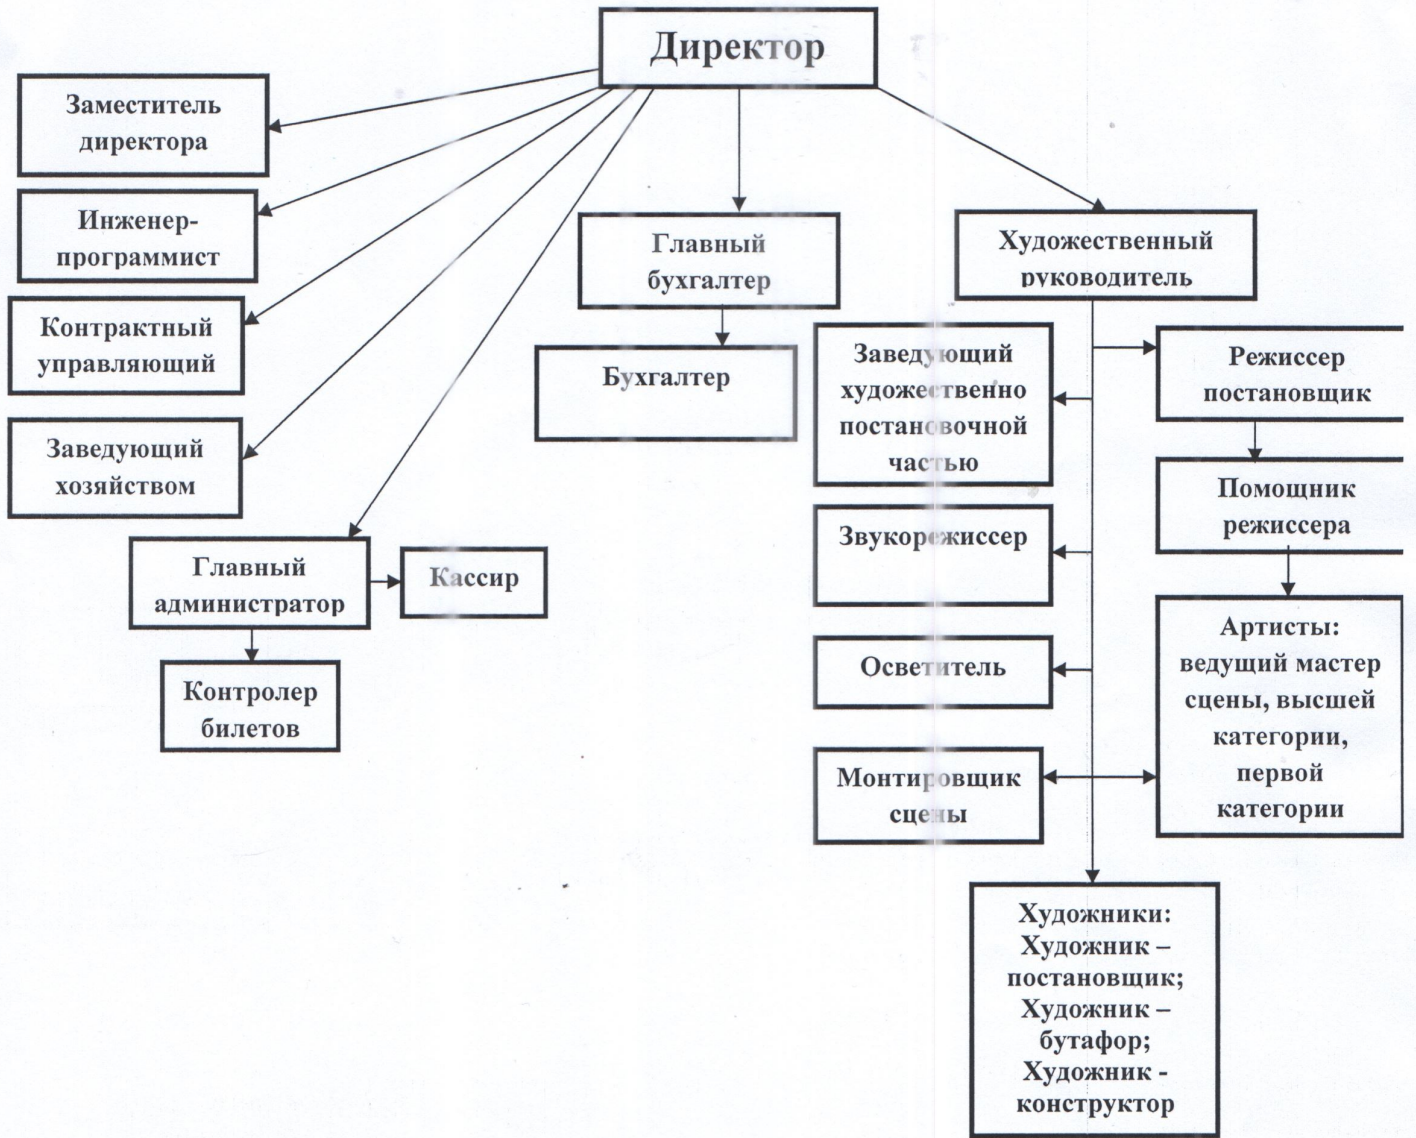 Директор
Заместитель
директора
Инженер-
программист
Контрактный
управляющий
Заведующий
хозяйством
Главный
администратор
Кассир
Контролер
билетов
Главный
бухгалтер
Бухгалтер
Художественный
руководитель
Заведующий
художественно
постановочной
частью
Звукорежиссер
Осветитель
Монтировщик
сцены
Режиссер
постановщик
Помощник
режиссера
Артисты:
ведущий мастер
сцены, высшей
категории,
первой
категории
Художники:
Художник –
постановщик;
Художник –
бутафор;
Художник -
конструктор